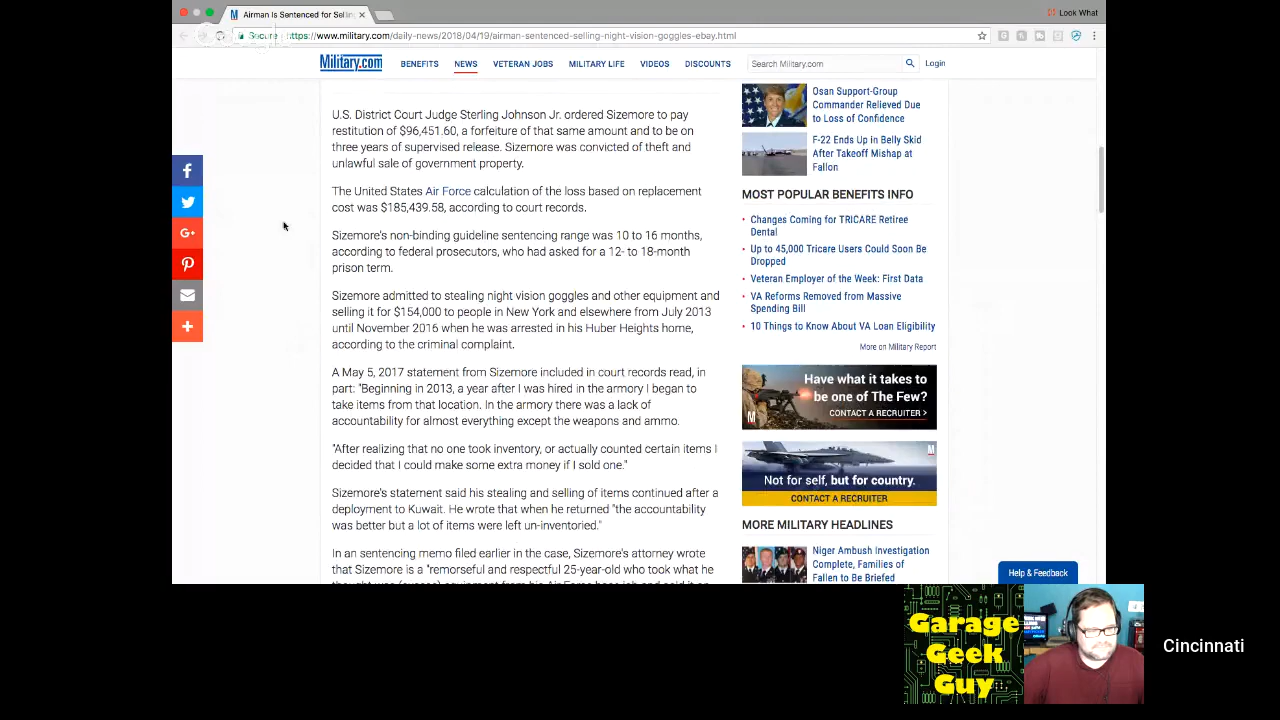 Airman Is Sentenced for Selling
Look What
Secure
https://www.military.com/daily-news/2018/04/19/airman-sentenced-selling-night-vision-goggles-ebay.html
Military.com
BENEFITS
NEWS
VETERAN JOBS
MILITARY LIFE
VIDEOS
DISCOUNTS
Search Military.com
Login
U.S. District Court Judge Sterling Johnson Jr. ordered Sizemore to pay
restitution of $96,451.60, a forfeiture of that same amount and to be on
three years of supervised release. Sizemore was convicted of theft and
unlawful sale of government property.
The United States Air Force calculation of the loss based on replacement
cost was $185,439.58, according to court records.
Sizemore's non-binding guideline sentencing range was 10 to 16 months,
according to federal prosecutors, who had asked for a 12- to 18-month
prison term.
Sizemore admitted to stealing night vision goggles and other equipment and
selling it for $154,000 to people in New York and elsewhere from July 2013
until November 2016 when he was arrested in his Huber Heights home,
according to the criminal complaint.
A May 5, 2017 statement from Sizemore included in court records read, in
part: "Beginning in 2013, a year after I was hired in the armory I began to
take items from that location. In the armory there was a lack of
accountability for almost everything except the weapons and ammo.
"After realizing that no one took inventory, or actually counted certain items I
decided that I could make some extra money if I sold one."
Sizemore's statement said his stealing and selling of items continued after a
deployment to Kuwait. He wrote that when he returned "the accountability
was better but a lot of items were left un-inventoried."
In an sentencing memo filed earlier in the case, Sizemore's attorney wrote
that Sizemore is a "remorseful and respectful 25-year-old who took what he
Osan Support-Group
Commander Relieved Due
to Loss of Confidence
F-22 Ends Up in Belly Skid
After Takeoff Mishap at
Fallon
MOST POPULAR BENEFITS INFO
Changes Coming for TRICARE Retiree
Dental
Up to 45,000 Tricare Users Could Soon Be
Dropped
Veteran Employer of the Week: First Data
VA Reforms Removed from Massive
Spending Bill
10 Things to Know About VA Loan Eligibility
More on Military Report
Have what it takes to
be one of The Few?
CONTACT A RECRUITER >
Not for self, but for country.
CONTACT A RECRUITER
MORE MILITARY HEADLINES
Niger Ambush Investigation
Complete, Families of
Fallen to Be Briefed
Help & Feedback
Garage
Geek
Guy
Cincinnati